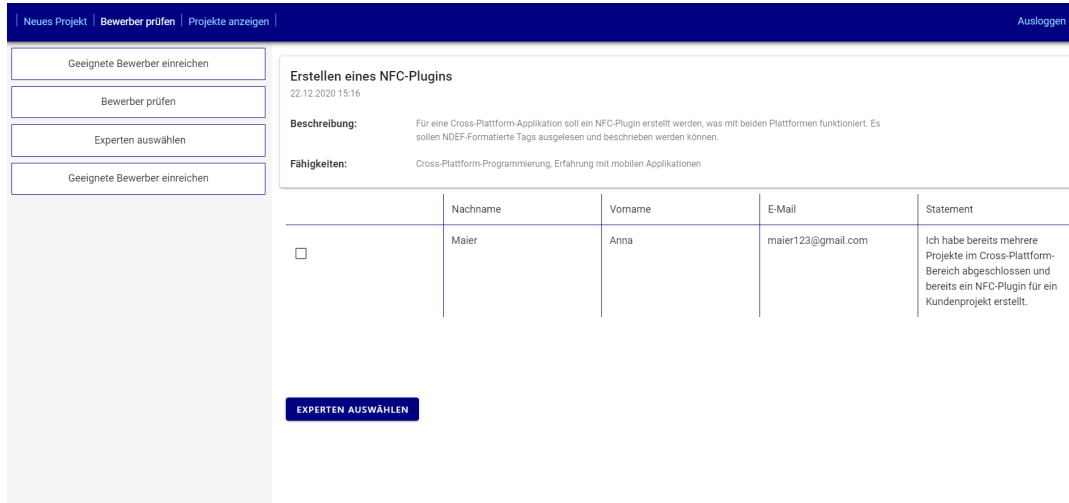 Neues Projekt | Bewerber prüfen | Projekte anzeigen | Ausloggen
Geeignete Bewerber einreichen
Bewerber prüfen
Experten auswählen
Geeignete Bewerber einreichen
Erstellen eines NFC-Plugins
22.12.2020 15:16
Beschreibung: Für eine Cross-Plattform-Applikation soll ein NFC-Plugin erstellt werden, was mit beiden Plattformen funktioniert. Es
sollen NDEF-Formatierte Tags ausgelesen und beschrieben werden können.
Fähigkeiten: Cross-Plattform-Programmierung, Erfahrung mit mobilen Applikationen
Nachname Vorname E-Mail Statement
Maier Anna maier123@gmail.com Ich habe bereits mehrere
Projekte im Cross-Plattform-
Bereich abgeschlossen und
bereits ein NFC-Plugin für ein
Kundenprojekt erstellt.
EXPERTEN AUSWÄHLEN